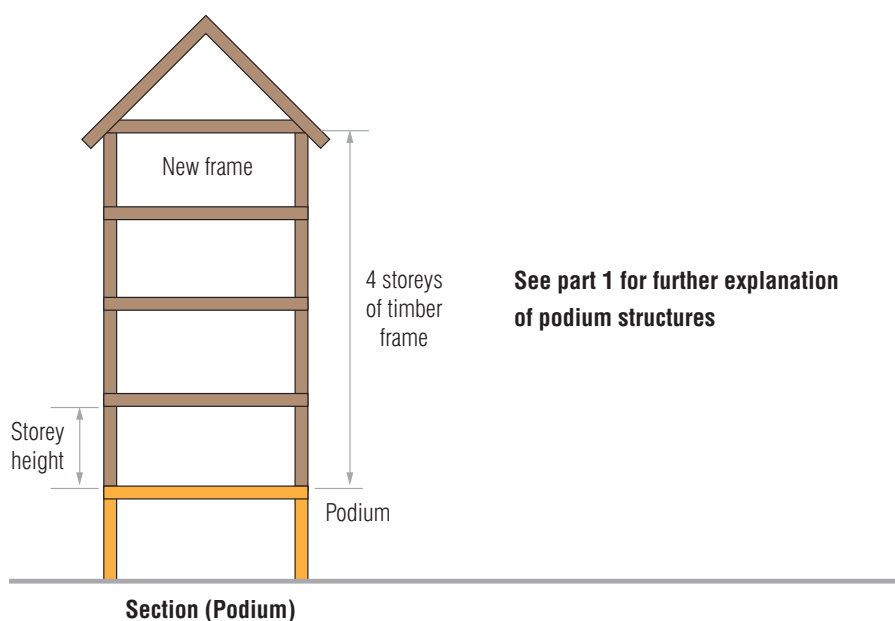 New frame
4 storeys
of timber
frame
See part 1 for further explanation
of podium structures
Storey
height
Podium
Section (Podium)